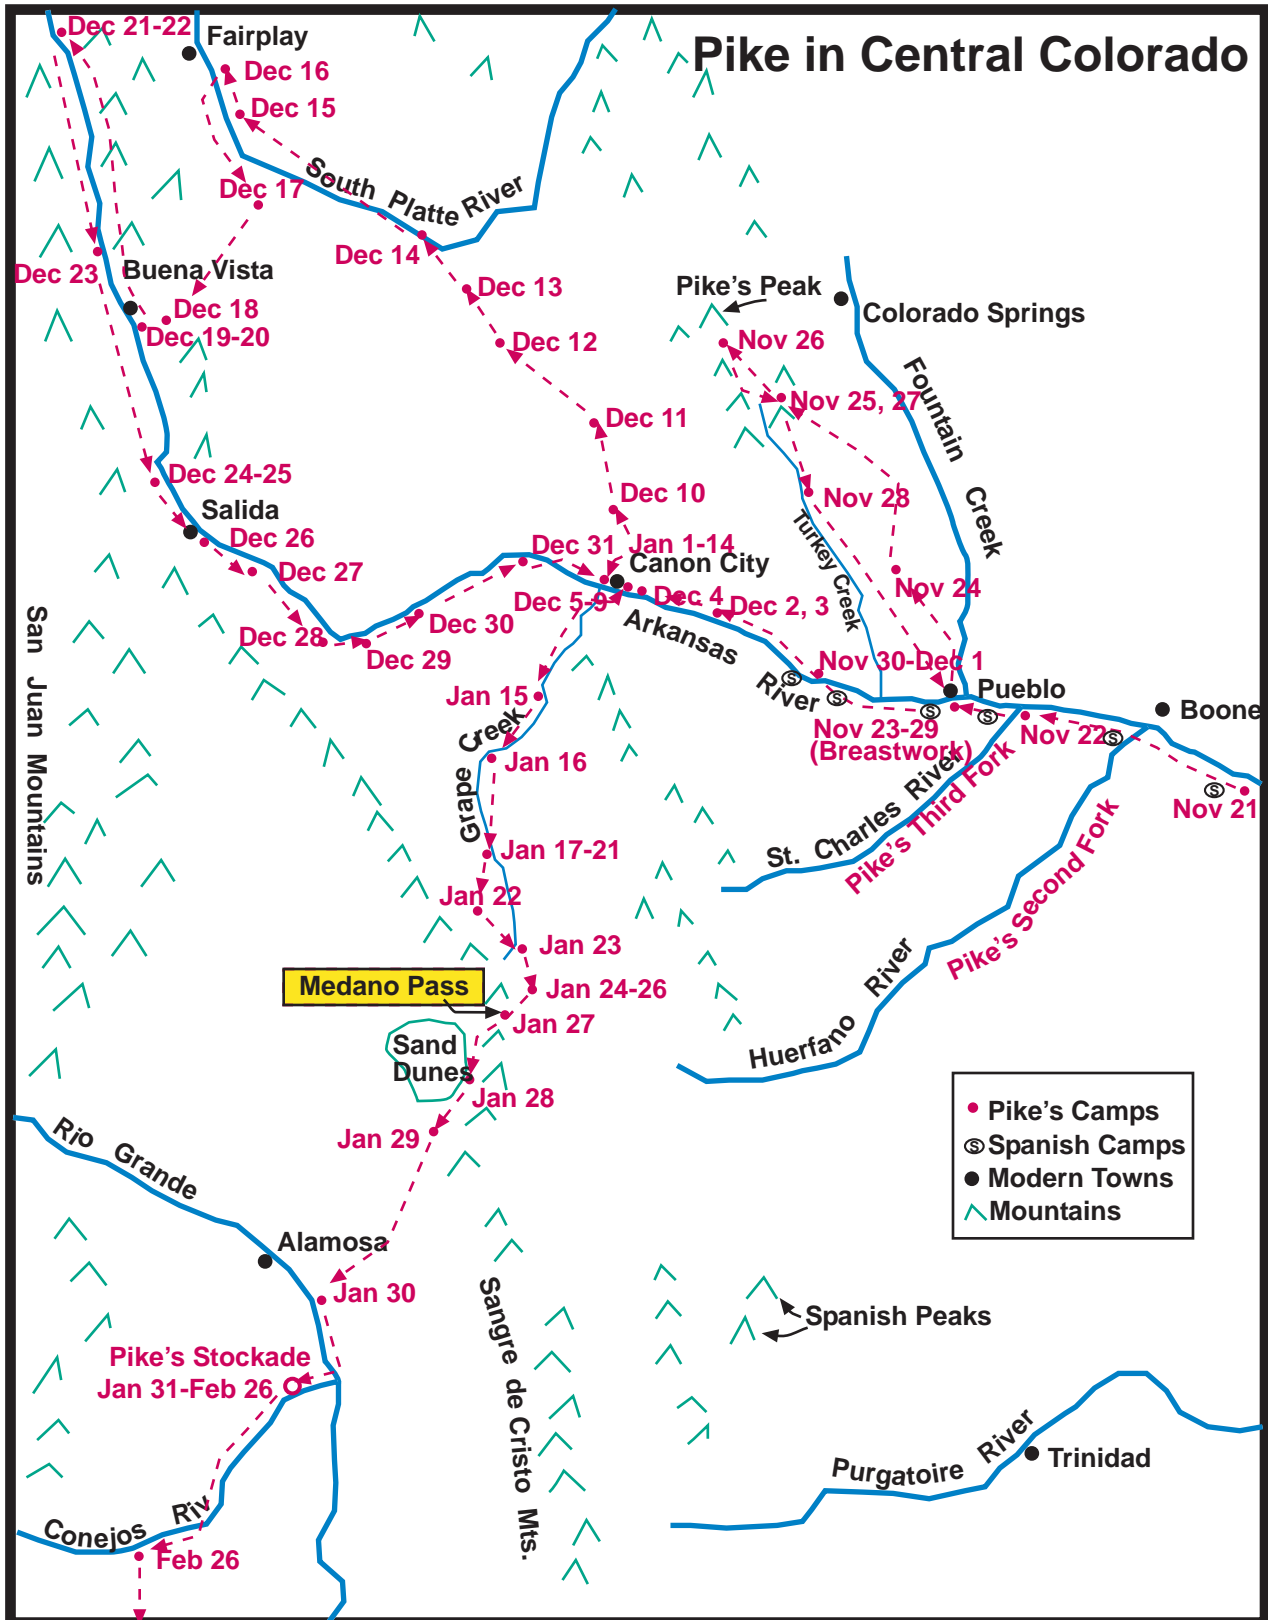 Pike in Central Colorado
Dec 21-22
Fairplay
Dec 16
Dec 15
South Platte River
Dec 17
Dec 14
Dec 23
Buena Vista
Dec 13
Dec 18
Dec 19-20
Dec 12
Pike's Peak
Colorado Springs
Nov 26
Fountain Creek
Nov 25, 27
Dec 11
Dec 24-25
Dec 10
Nov 28
Salida
Dec 26
Turkey Creek
Dec 31
Jan 1-14
Canon City
Dec 27
Nov 24
Dec 5-9
Dec 4
Dec 2, 3
Dec 30
Dec 28
Dec 29
Arkansas River
Nov 30-Dec 1
Pueblo
Boone
San Juan Mountains
Jan 15
Grape Creek
Nov 23-29
(Breastwork)
Nov 22
Jan 16
Nov 21
St. Charles River
Pike's Third Fork
Jan 17-21
Jan 22
Pike's Second Fork
Jan 23
Medano Pass
Jan 24-26
Jan 27
Huerfano River
Sand
Dunes
Jan 28
Jan 29
Pike's Camps
S Spanish Camps
Modern Towns
Mountains
Rio Grande
Alamosa
Jan 30
Sangre de Cristo Mts.
Spanish Peaks
Pike's Stockade
Jan 31-Feb 26
Purgatoire River
Trinidad
Conejos Riv
Feb 26
S
S
S
S
S
S